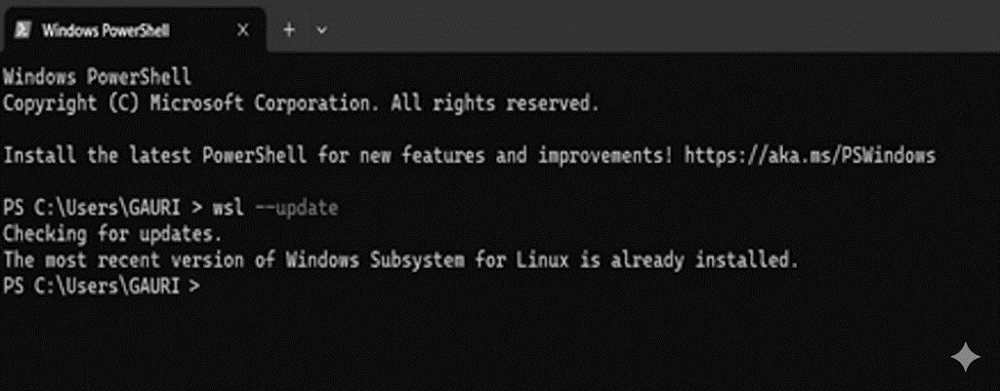 Windows PowerShell
Windows PowerShell
Copyright (C) Microsoft Corporation. All rights reserved.
Install the latest PowerShell for new features and improvements! https://aka.ms/PSWindows
PS C:\Users\GAURI > wsl --update
Checking for updates.
The most recent version of Windows Subsystem for Linux is already installed.
PS C:\Users\GAURI >